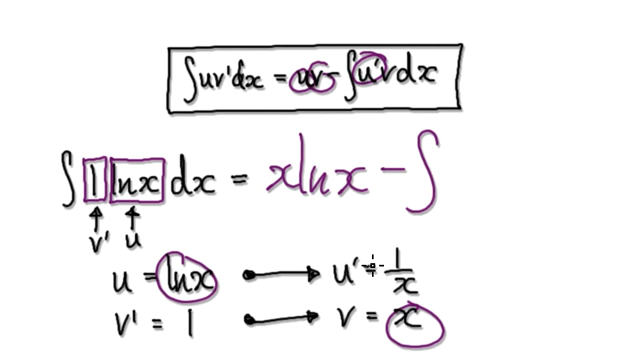 ∫uv'dx = uv - ∫u'vdx
∫ 1 lnx dx = xlnx - ∫
v' u
u = lnx u' = 1/x
v' = 1 v = x